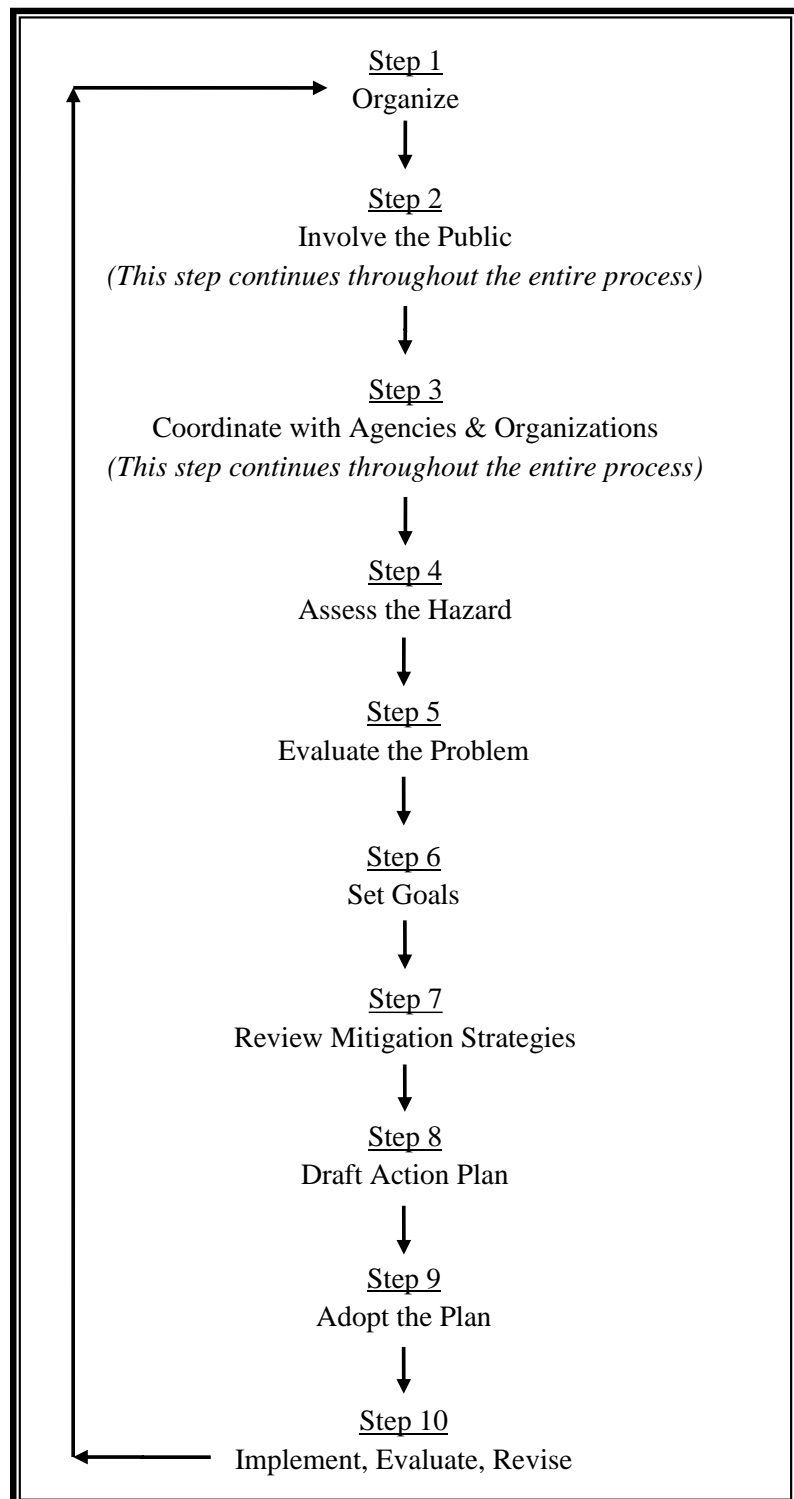 Step 1
Organize
Step 2
Involve the Public
(This step continues throughout the entire process)
Step 3
Coordinate with Agencies & Organizations
(This step continues throughout the entire process)
Step 4
Assess the Hazard
Step 5
Evaluate the Problem
Step 6
Set Goals
Step 7
Review Mitigation Strategies
Step 8
Draft Action Plan
Step 9
Adopt the Plan
Step 10
Implement, Evaluate, Revise